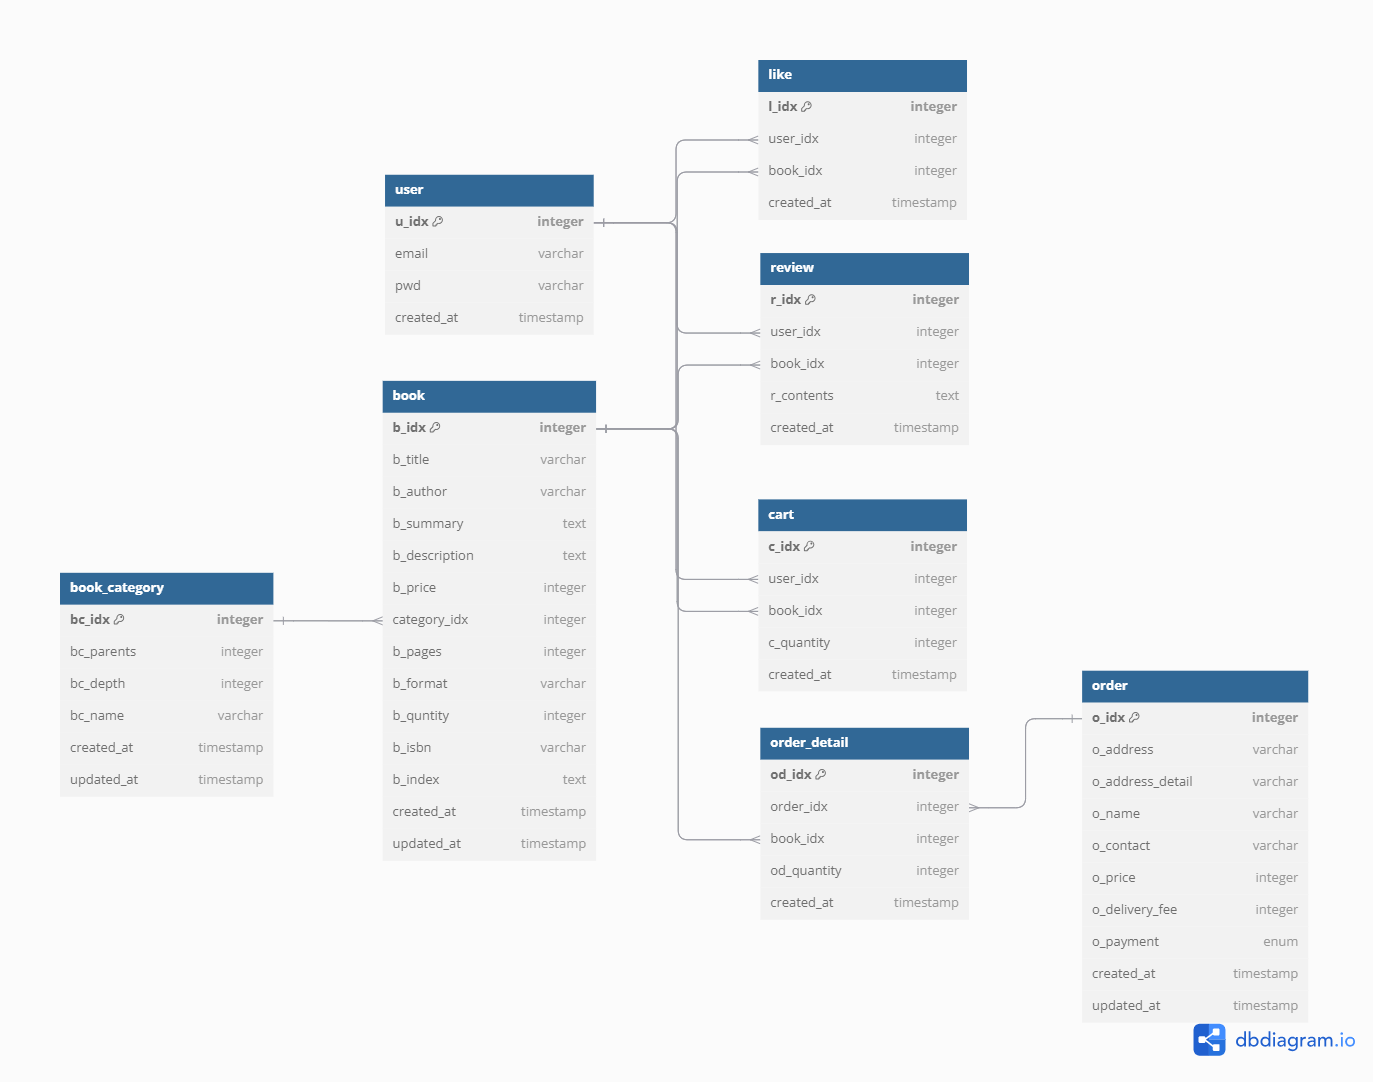 like
l_idx integer
user_idx integer
book_idx integer
created_at timestamp
user
u_idx integer
email varchar
pwd varchar
created_at timestamp
review
r_idx integer
user_idx integer
book_idx integer
r_contents text
created_at timestamp
book
b_idx integer
b_title varchar
b_author varchar
b_summary text
b_description text
b_price integer
category_idx integer
b_pages integer
b_format varchar
b_quntity integer
b_isbn varchar
b_index text
created_at timestamp
updated_at timestamp
cart
c_idx integer
user_idx integer
book_idx integer
c_quantity integer
created_at timestamp
book_category
bc_idx integer
bc_parents integer
bc_depth integer
bc_name varchar
created_at timestamp
updated_at timestamp
order_detail
od_idx integer
order_idx integer
book_idx integer
od_quantity integer
created_at timestamp
order
o_idx integer
o_address varchar
o_address_detail varchar
o_name varchar
o_contact varchar
o_price integer
o_delivery_fee integer
o_payment enum
created_at timestamp
updated_at timestamp
dbdiagram.io